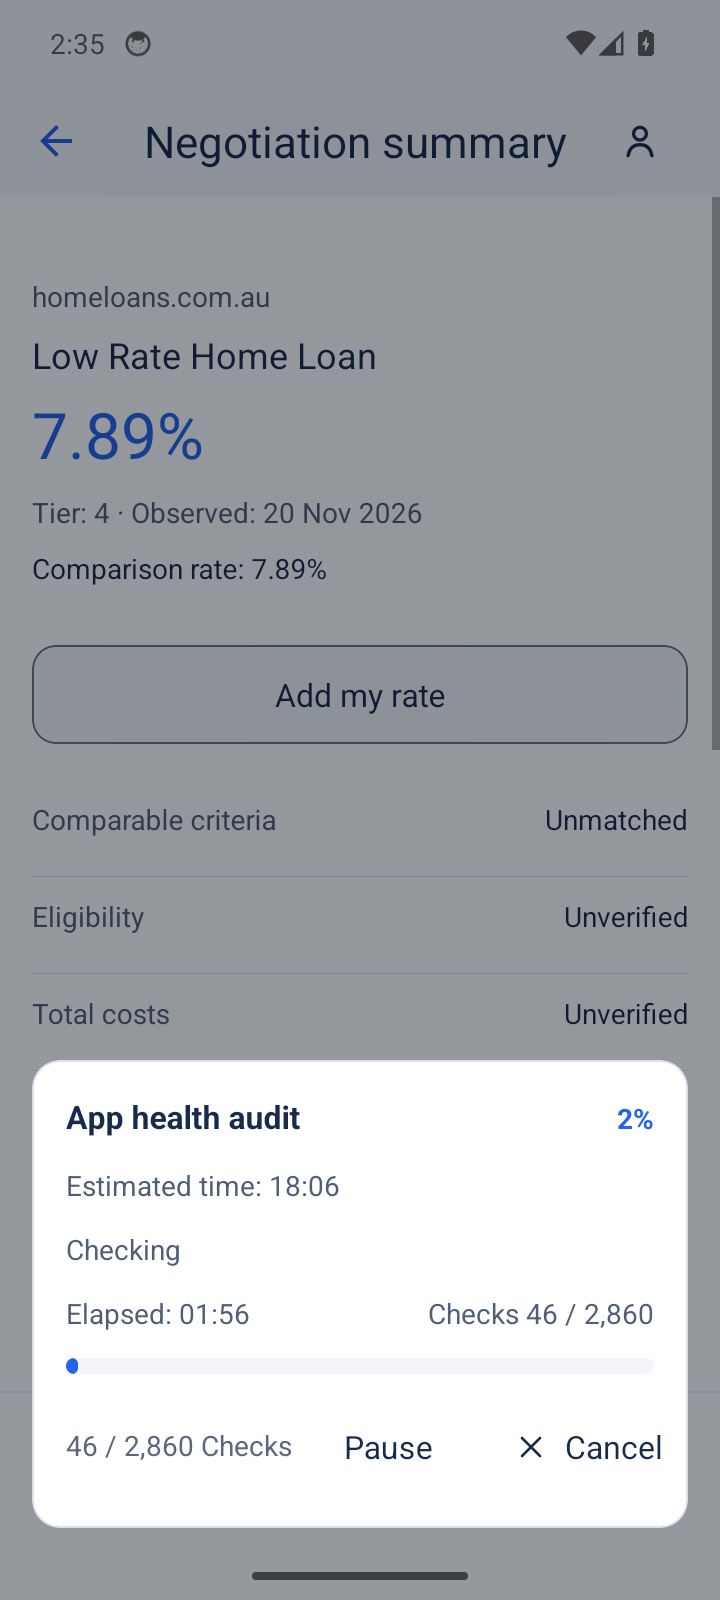 2:35
Negotiation summary
homeloans.com.au
Low Rate Home Loan
7.89%
Tier: 4 · Observed: 20 Nov 2026
Comparison rate: 7.89%
Add my rate
Comparable criteria Unmatched
Eligibility Unverified
Total costs Unverified
App health audit 2%
Estimated time: 18:06
Checking
Elapsed: 01:56 Checks 46 / 2,860
46 / 2,860 Checks Pause Cancel